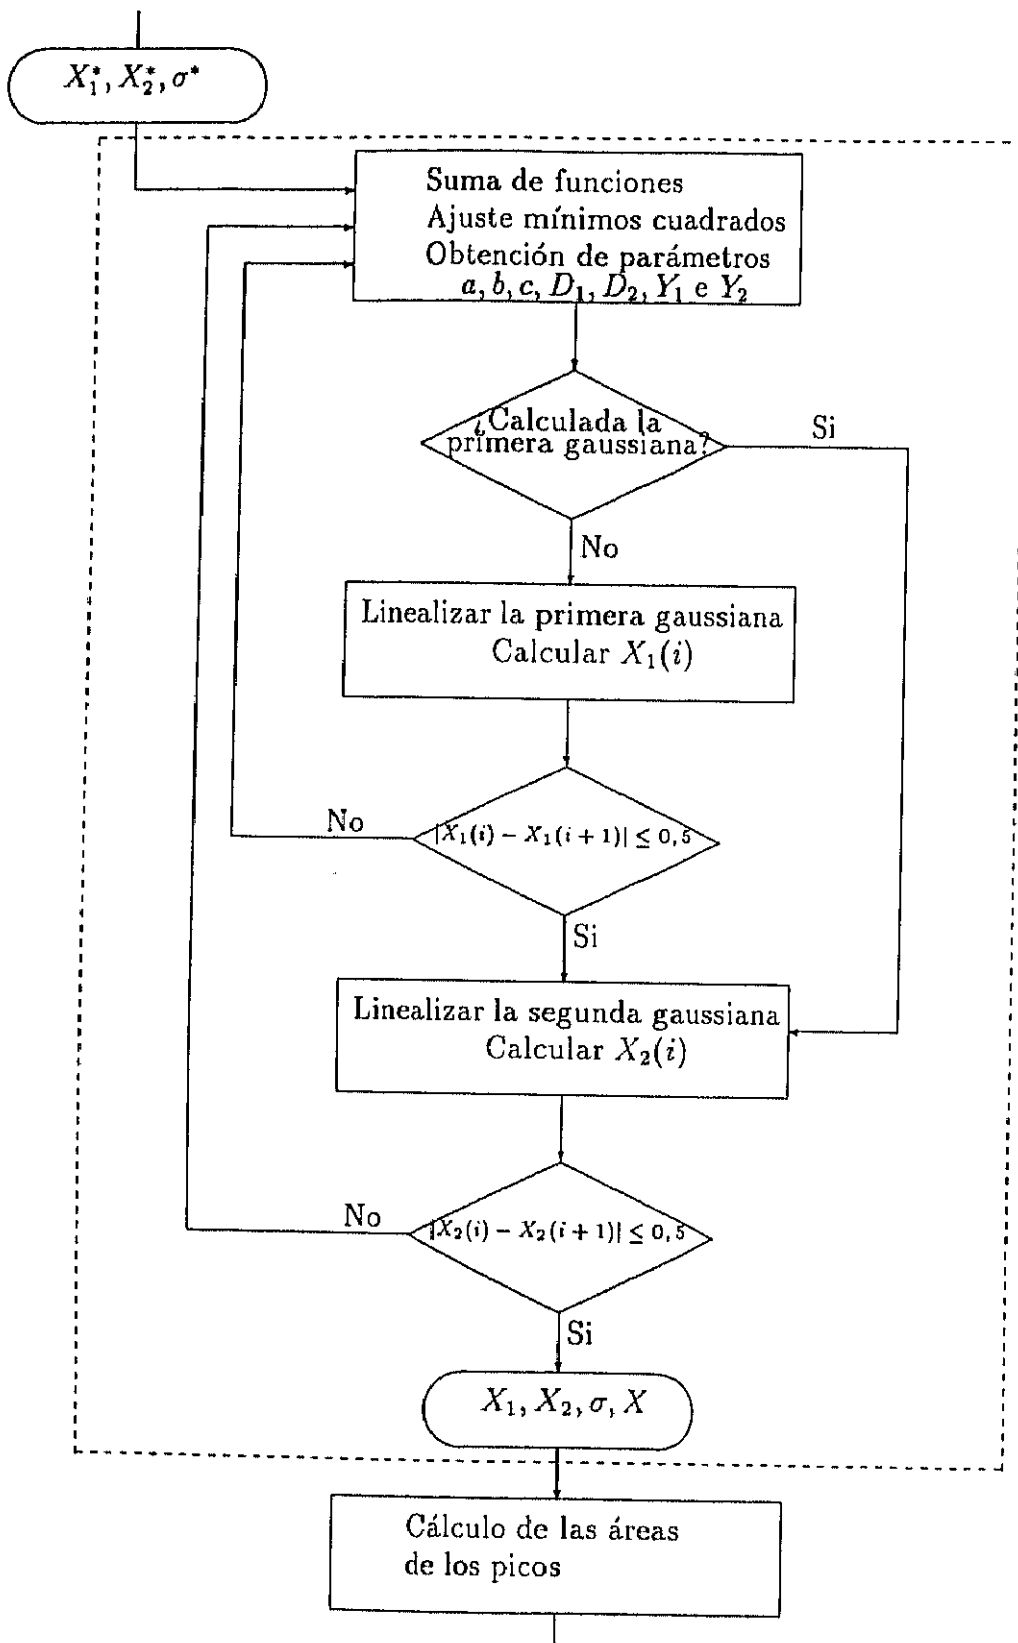 X₁*, X₂*, σ*
Suma de funciones
Ajuste mínimos cuadrados
Obtención de parámetros
a, b, c, D₁, D₂, Y₁ e Y₂
¿Calculada la
primera gaussiana?
Si
No
Linealizar la primera gaussiana
Calcular X₁(i)
No
|X₁(i) − X₁(i + 1)| ≤ 0,5
Si
Linealizar la segunda gaussiana
Calcular X₂(i)
No
|X₂(i) − X₂(i + 1)| ≤ 0,5
Si
X₁, X₂, σ, X
Cálculo de las áreas
de los picos